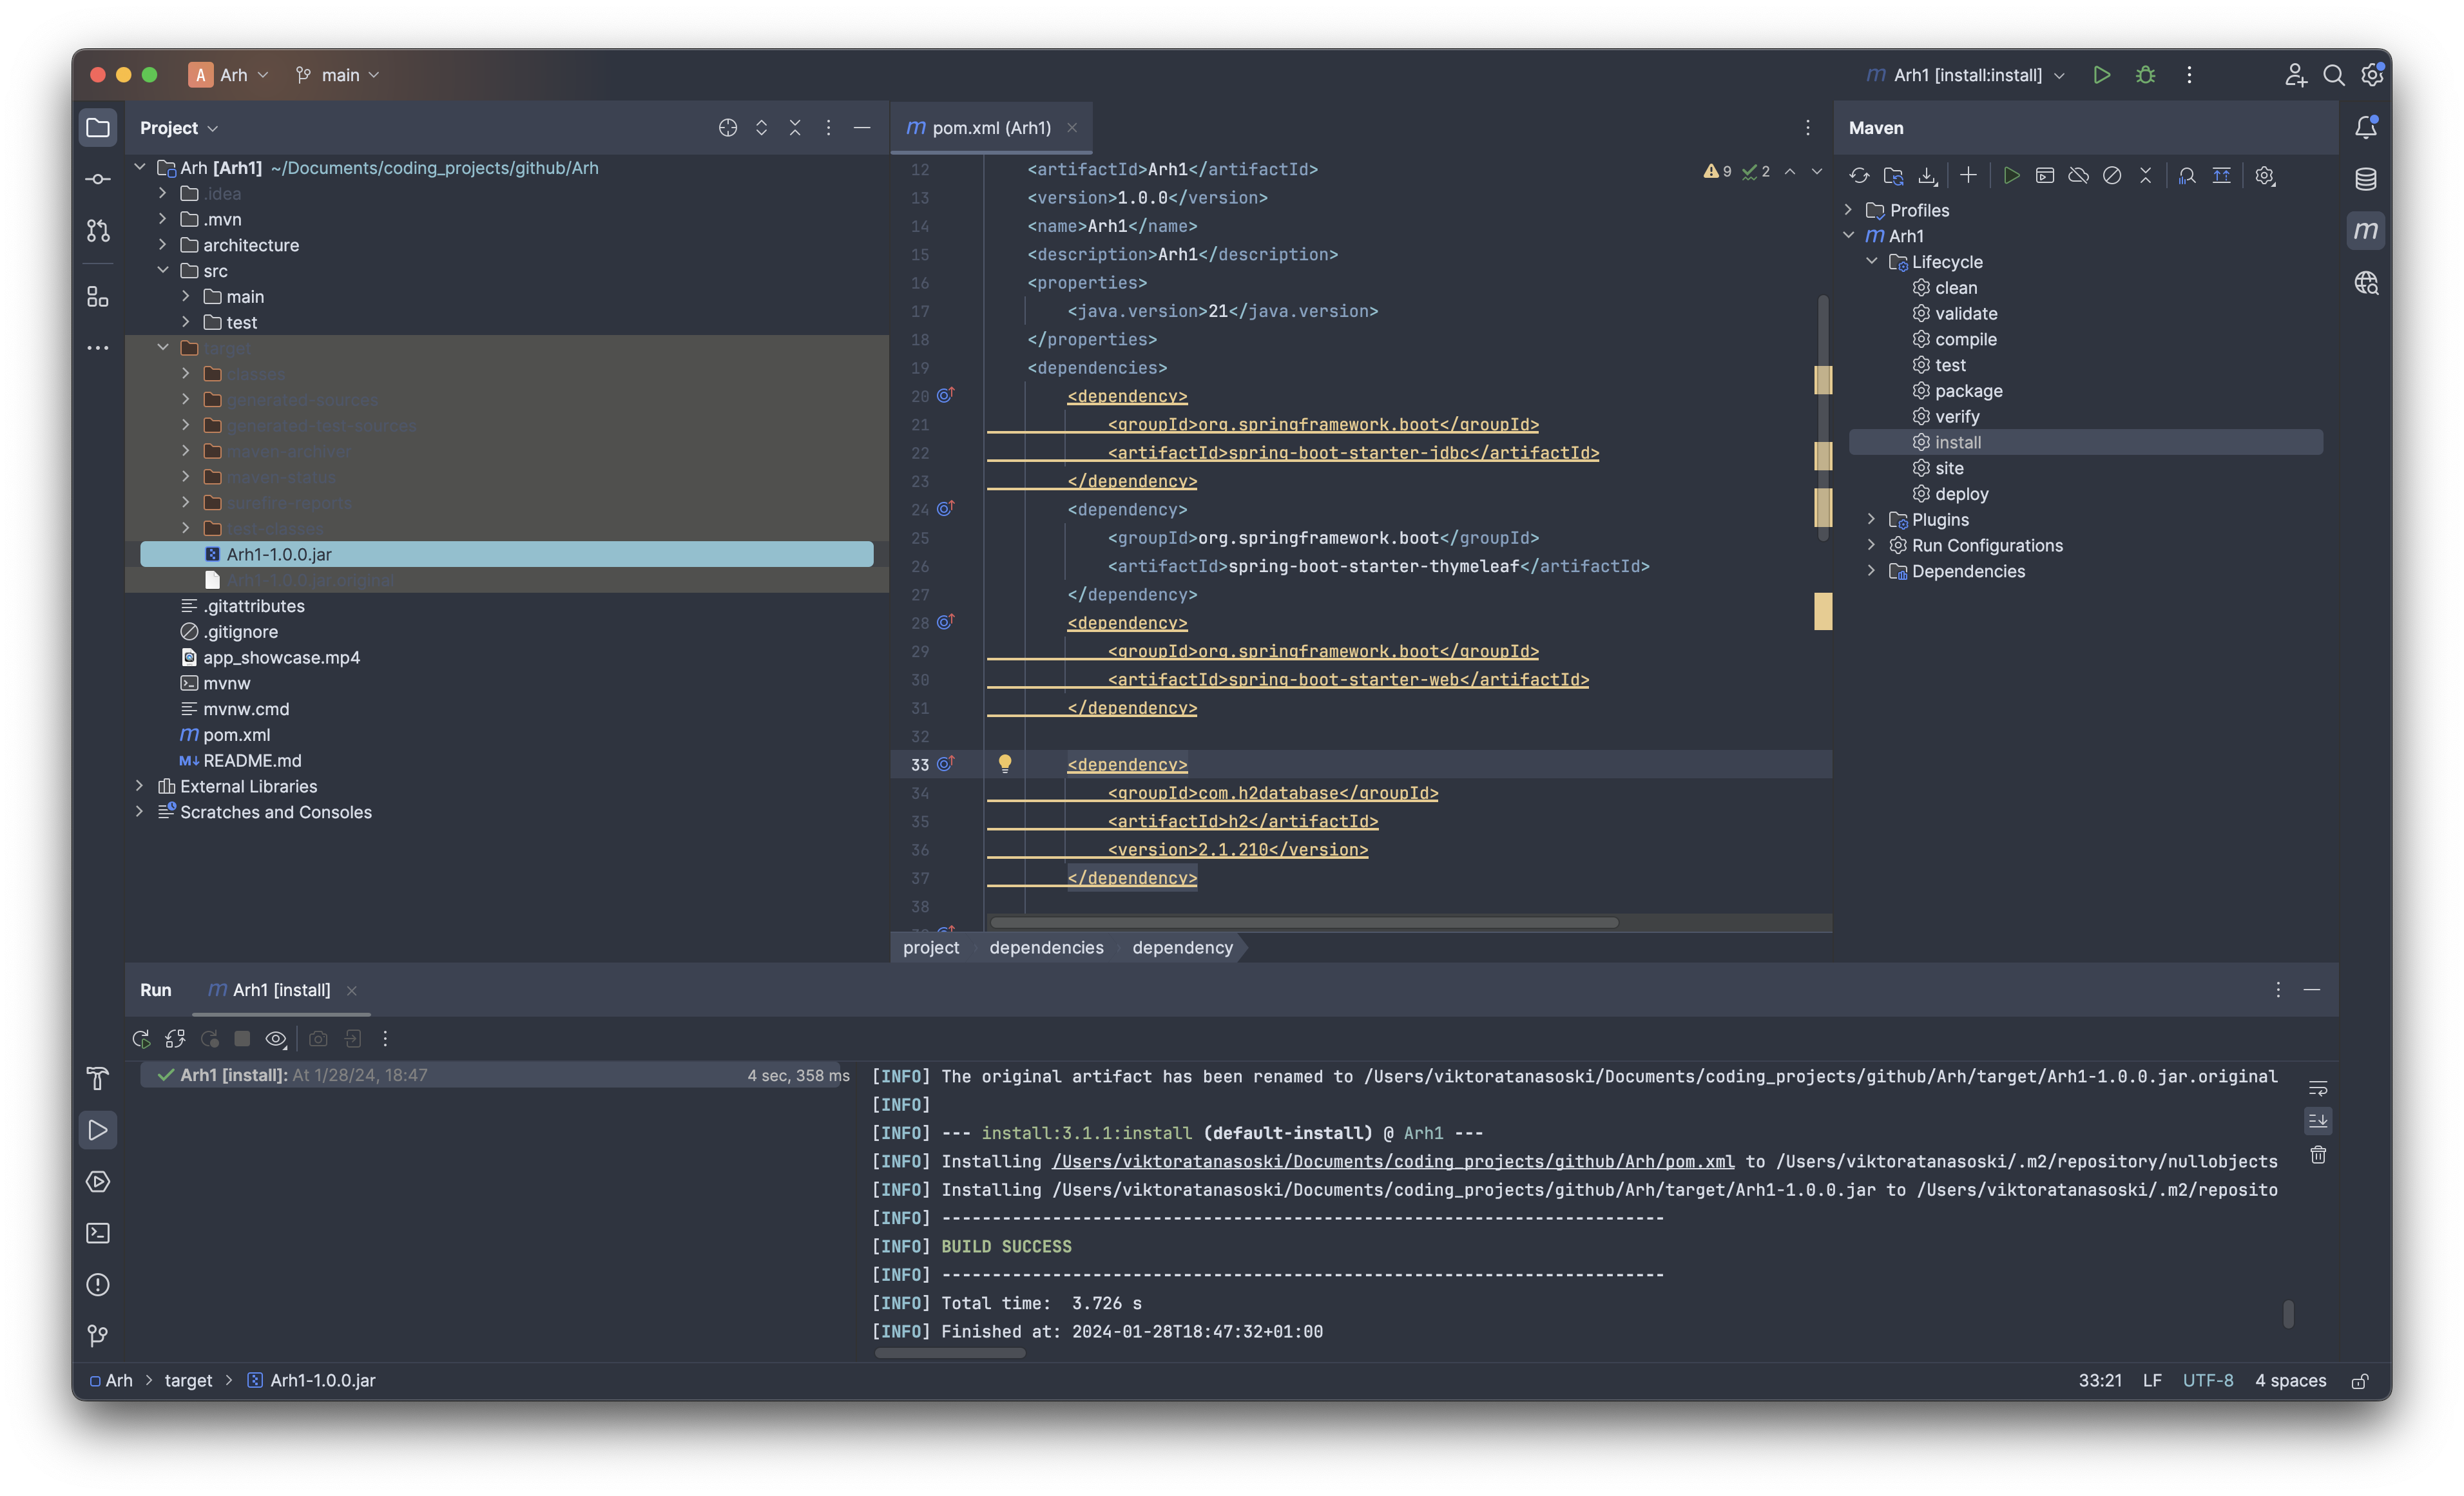 A Arh main
Arh1 [install:install]
Project
Arh [Arh1] ~/Documents/coding_projects/github/Arh
.idea
.mvn
architecture
src
main
test
target
classes
generated-sources
generated-test-sources
maven-archiver
maven-status
surefire-reports
test-classes
Arh1-1.0.0.jar
Arh1-1.0.0.jar.original
.gitattributes
.gitignore
app_showcase.mp4
mvnw
mvnw.cmd
pom.xml
README.md
External Libraries
Scratches and Consoles
pom.xml (Arh1)
9 2
12 <artifactId>Arh1</artifactId>
13 <version>1.0.0</version>
14 <name>Arh1</name>
15 <description>Arh1</description>
16 <properties>
17 <java.version>21</java.version>
18 </properties>
19 <dependencies>
20 <dependency>
21 <groupId>org.springframework.boot</groupId>
22 <artifactId>spring-boot-starter-jdbc</artifactId>
23 </dependency>
24 <dependency>
25 <groupId>org.springframework.boot</groupId>
26 <artifactId>spring-boot-starter-thymeleaf</artifactId>
27 </dependency>
28 <dependency>
29 <groupId>org.springframework.boot</groupId>
30 <artifactId>spring-boot-starter-web</artifactId>
31 </dependency>
32
33 <dependency>
34 <groupId>com.h2database</groupId>
35 <artifactId>h2</artifactId>
36 <version>2.1.210</version>
37 </dependency>
38
project dependencies dependency
Maven
Profiles
Arh1
Lifecycle
clean
validate
compile
test
package
verify
install
site
deploy
Plugins
Run Configurations
Dependencies
Run Arh1 [install]
Arh1 [install]: At 1/28/24, 18:47 4 sec, 358 ms
[INFO] The original artifact has been renamed to /Users/viktoratanasoski/Documents/coding_projects/github/Arh/target/Arh1-1.0.0.jar.original
[INFO]
[INFO] --- install:3.1.1:install (default-install) @ Arh1 ---
[INFO] Installing /Users/viktoratanasoski/Documents/coding_projects/github/Arh/pom.xml to /Users/viktoratanasoski/.m2/repository/nullobjects
[INFO] Installing /Users/viktoratanasoski/Documents/coding_projects/github/Arh/target/Arh1-1.0.0.jar to /Users/viktoratanasoski/.m2/reposito
[INFO] ------------------------------------------------------------------------
[INFO] BUILD SUCCESS
[INFO] ------------------------------------------------------------------------
[INFO] Total time:  3.726 s
[INFO] Finished at: 2024-01-28T18:47:32+01:00
Arh > target > Arh1-1.0.0.jar
33:21 LF UTF-8 4 spaces